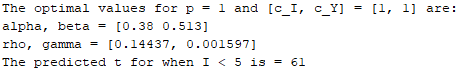 The optimal values for p = 1 and [c_I, c_Y] = [1, 1] are:
alpha, beta = [0.38 0.513]
rho, gamma = [0.14437, 0.001597]
The predicted t for when I < 5 is = 61